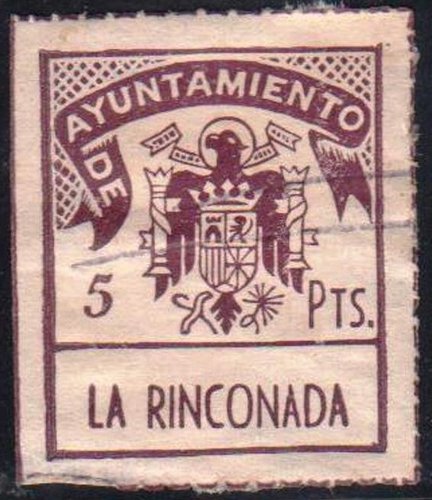 AYUNTAMIENTO
DE
5 PTS.
LA RINCONADA